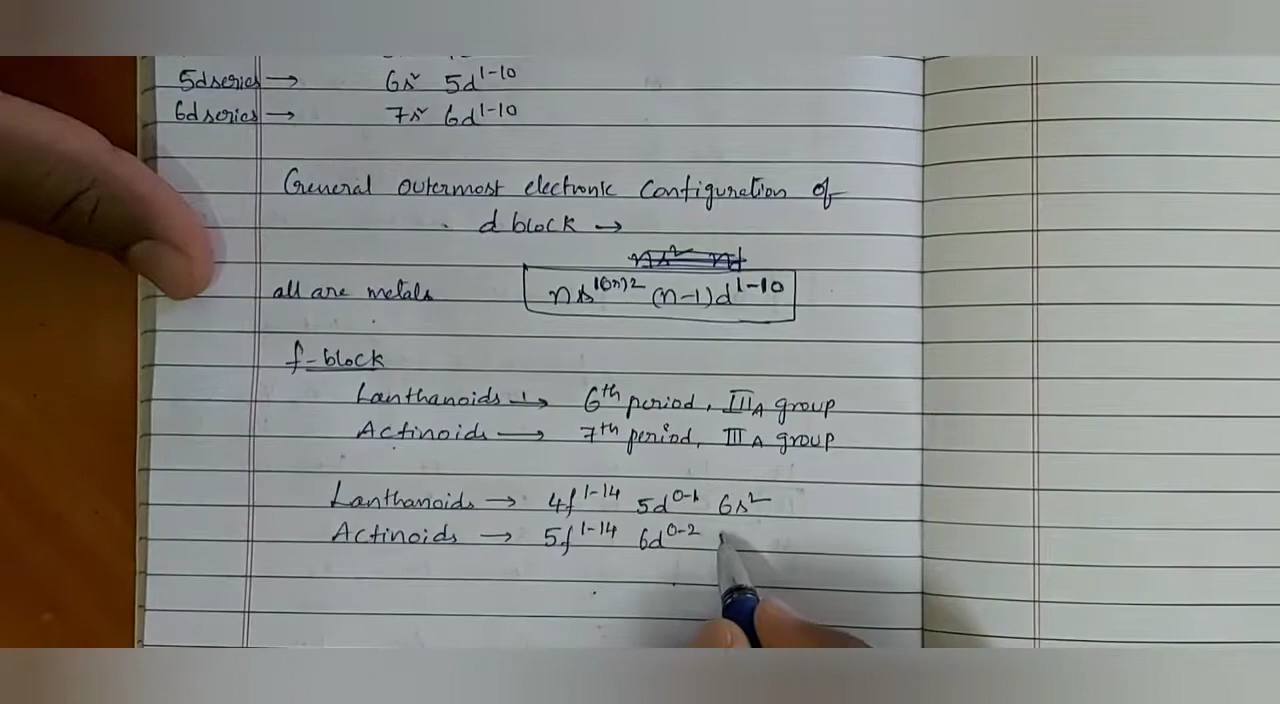 5d series → 6s² 5d¹⁻¹⁰
6d series → 7s² 6d¹⁻¹⁰
General outermost electronic configuration of
d block →
all are metals ns¹⁽ᵒʳ⁾² (n-1)d¹⁻¹⁰
f-block
Lanthanoids → 6th period, IIIA group
Actinoids → 7th period, IIIA group
Lanthanoids → 4f¹⁻¹⁴ 5d⁰⁻¹ 6s²
Actinoids → 5f¹⁻¹⁴ 6d⁰⁻²